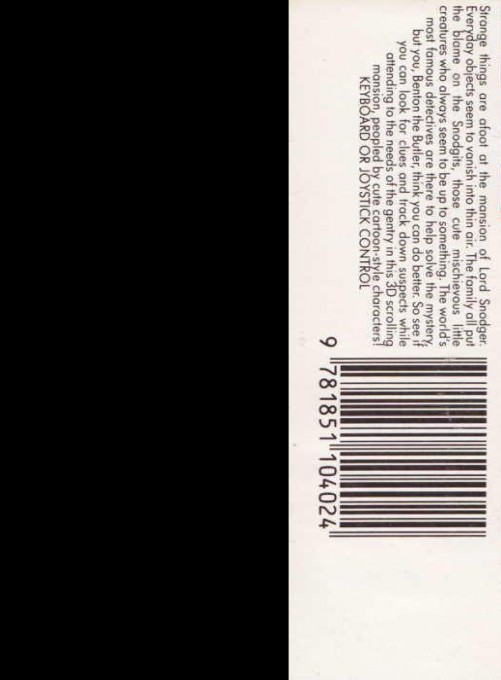 Strange things are afoot at the mansion of Lord Snodger.
Everyday objects seem to vanish into thin air. The family all put
the blame on the Snodgits, those cute mischievous little
creatures who always seem to be up to something. The world's
most famous detectives are there to help solve the mystery,
but you, Benton the Butler, think you can do better. So see if
you can look for clues and track down suspects while
attending to the needs of the gentry in this 3D scrolling
mansion, peopled by cute cartoon-style characters!
KEYBOARD OR JOYSTICK CONTROL
9 781851 104024